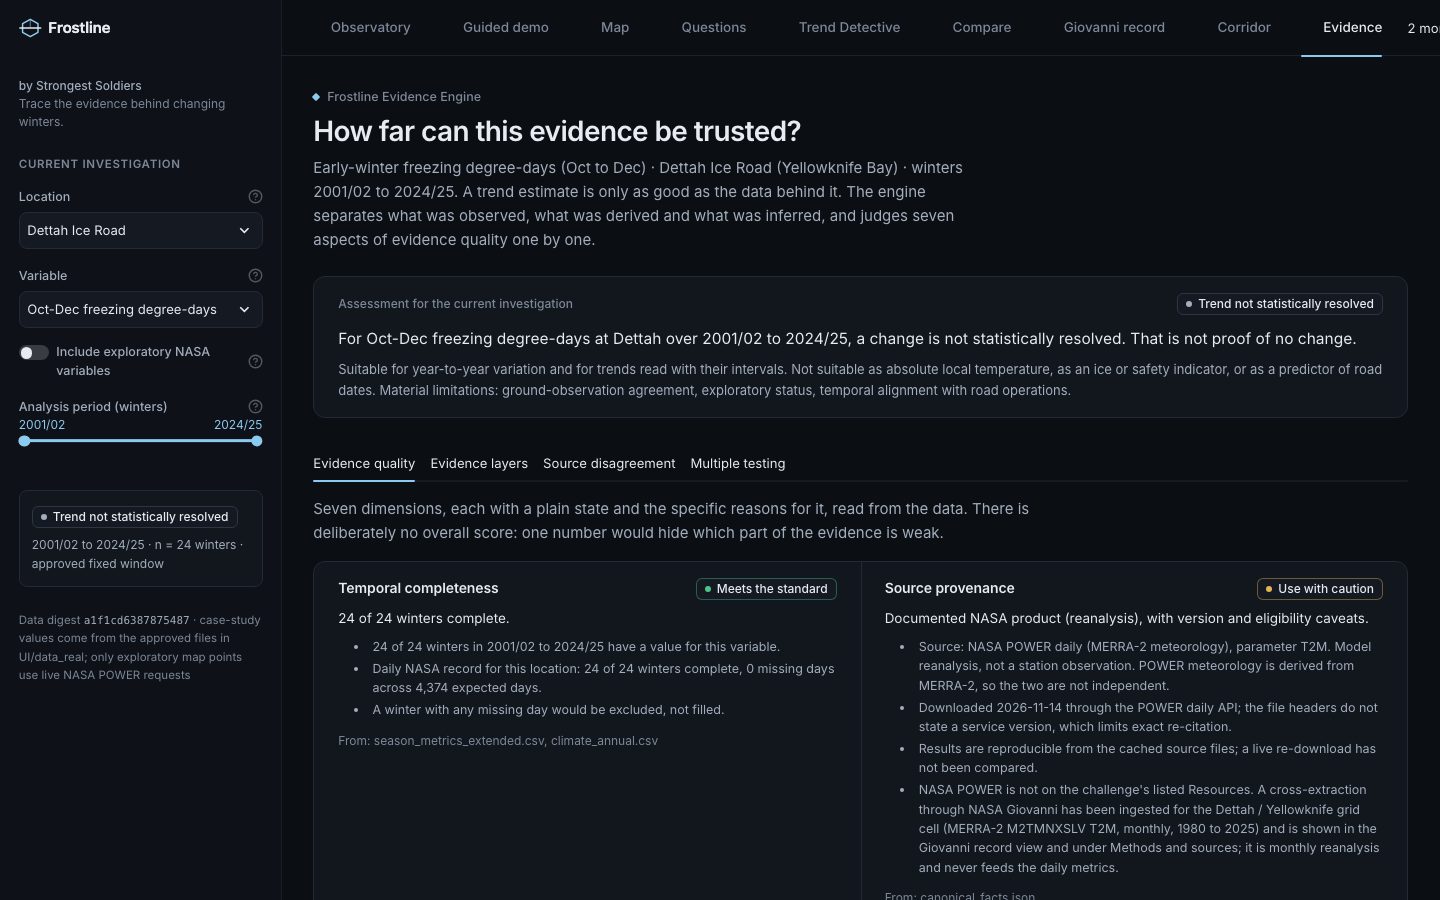 Frostline
by Strongest Soldiers
Trace the evidence behind changing
winters.
CURRENT INVESTIGATION
Location
Dettah Ice Road
Variable
Oct-Dec freezing degree-days
Include exploratory NASA
variables
Analysis period (winters)
2001/02 2024/25
Trend not statistically resolved
2001/02 to 2024/25 · n = 24 winters ·
approved fixed window
Data digest a1f1cd6387875487 · case-study
values come from the approved files in
UI/data_real; only exploratory map points
use live NASA POWER requests
Observatory Guided demo Map Questions Trend Detective Compare Giovanni record Corridor Evidence 2 mo
Frostline Evidence Engine
How far can this evidence be trusted?
Early-winter freezing degree-days (Oct to Dec) · Dettah Ice Road (Yellowknife Bay) · winters
2001/02 to 2024/25. A trend estimate is only as good as the data behind it. The engine
separates what was observed, what was derived and what was inferred, and judges seven
aspects of evidence quality one by one.
Assessment for the current investigation
Trend not statistically resolved
For Oct-Dec freezing degree-days at Dettah over 2001/02 to 2024/25, a change is not statistically resolved. That is not proof of no change.
Suitable for year-to-year variation and for trends read with their intervals. Not suitable as absolute local temperature, as an ice or safety indicator, or as a predictor of road
dates. Material limitations: ground-observation agreement, exploratory status, temporal alignment with road operations.
Evidence quality Evidence layers Source disagreement Multiple testing
Seven dimensions, each with a plain state and the specific reasons for it, read from the data. There is
deliberately no overall score: one number would hide which part of the evidence is weak.
Temporal completeness
Meets the standard
24 of 24 winters complete.
• 24 of 24 winters in 2001/02 to 2024/25 have a value for this variable.
• Daily NASA record for this location: 24 of 24 winters complete, 0 missing days
across 4,374 expected days.
• A winter with any missing day would be excluded, not filled.
From: season_metrics_extended.csv, climate_annual.csv
Source provenance
Use with caution
Documented NASA product (reanalysis), with version and eligibility caveats.
• Source: NASA POWER daily (MERRA-2 meteorology), parameter T2M. Model
reanalysis, not a station observation. POWER meteorology is derived from
MERRA-2, so the two are not independent.
• Downloaded 2026-11-14 through the POWER daily API; the file headers do not
state a service version, which limits exact re-citation.
• Results are reproducible from the cached source files; a live re-download has
not been compared.
• NASA POWER is not on the challenge's listed Resources. A cross-extraction
through NASA Giovanni has been ingested for the Dettah / Yellowknife grid
cell (MERRA-2 M2TMNXSLV T2M, monthly, 1980 to 2025) and is shown in the
Giovanni record view and under Methods and sources; it is monthly reanalysis
and never feeds the daily metrics.
From: canonical_facts.json